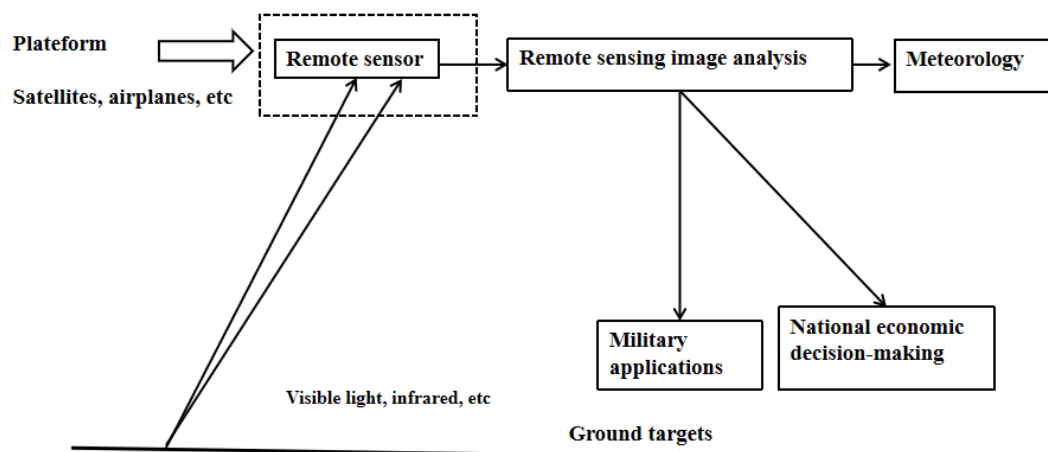 Plateform
Satellites, airplanes, etc
Remote sensor
Remote sensing image analysis
Meteorology
Military
applications
National economic
decision-making
Visible light, infrared, etc
Ground targets